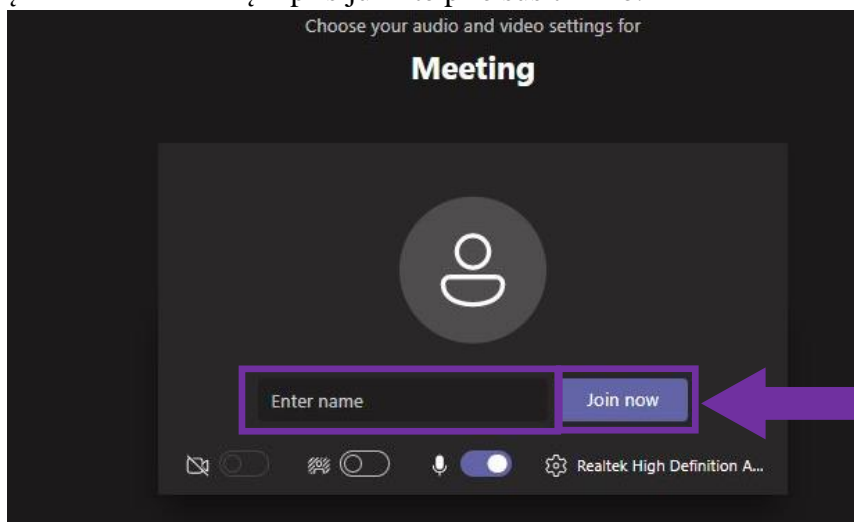 Choose your audio and video settings for
Meeting
Enter name
Join now
Realtek High Definition A...